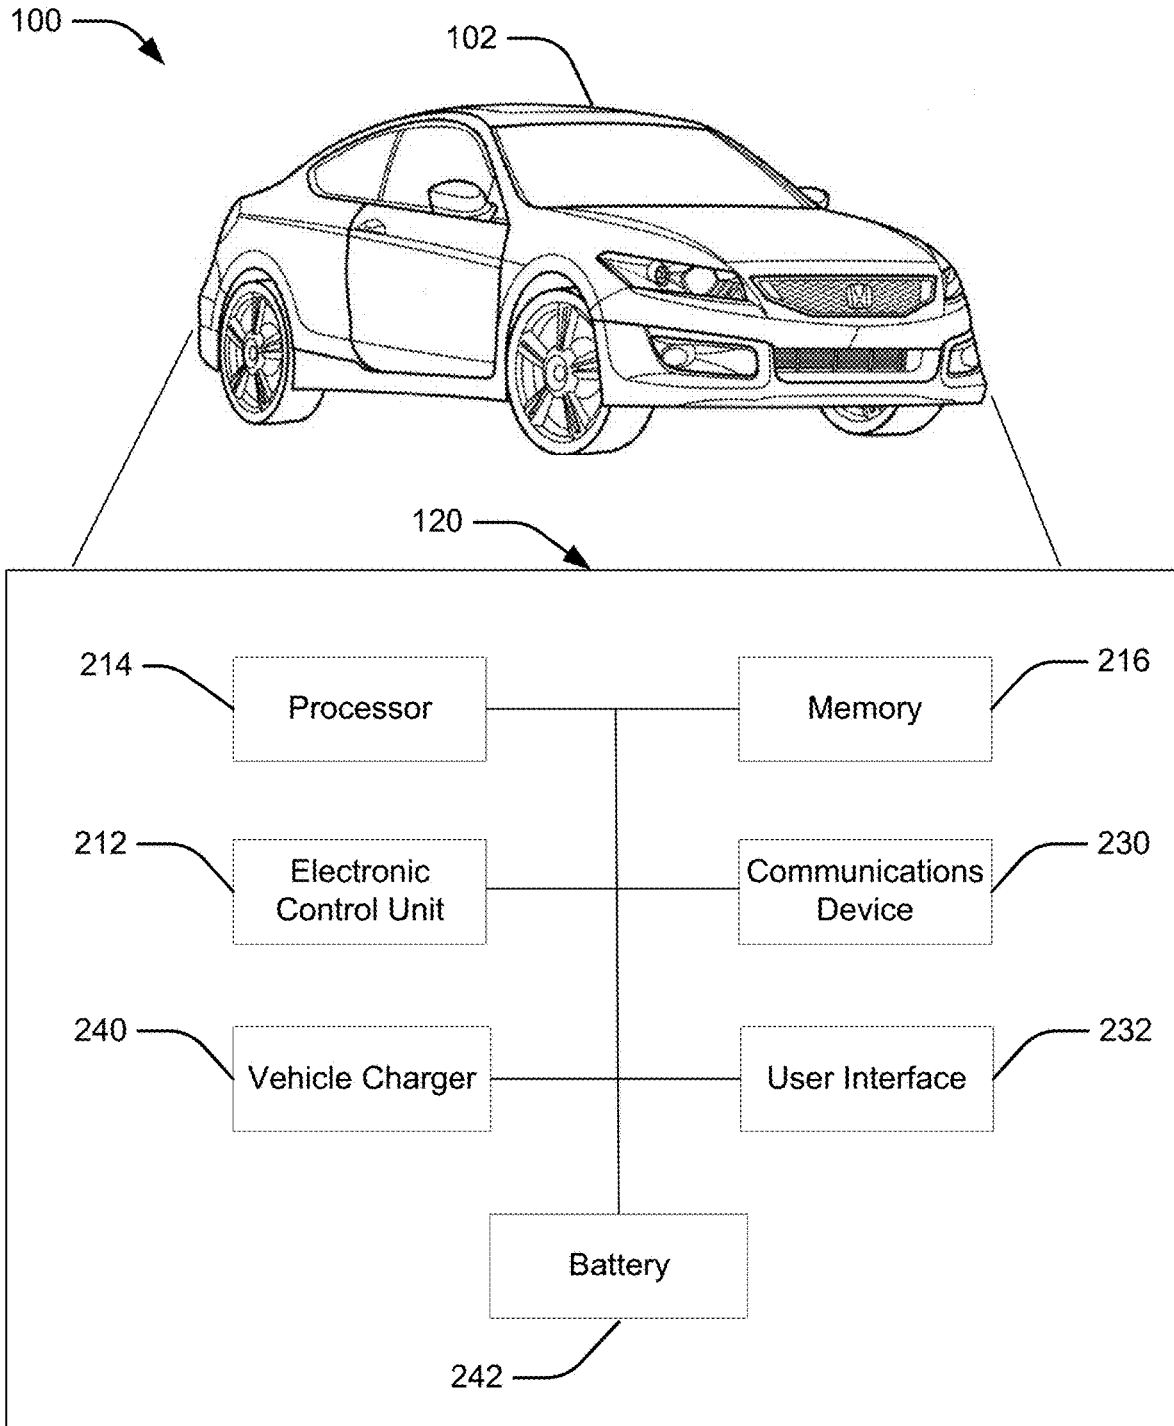 100
102
120
214
Processor
Memory
216
212
Electronic
Control Unit
Communications
Device
230
240
Vehicle Charger
User Interface
232
Battery
242